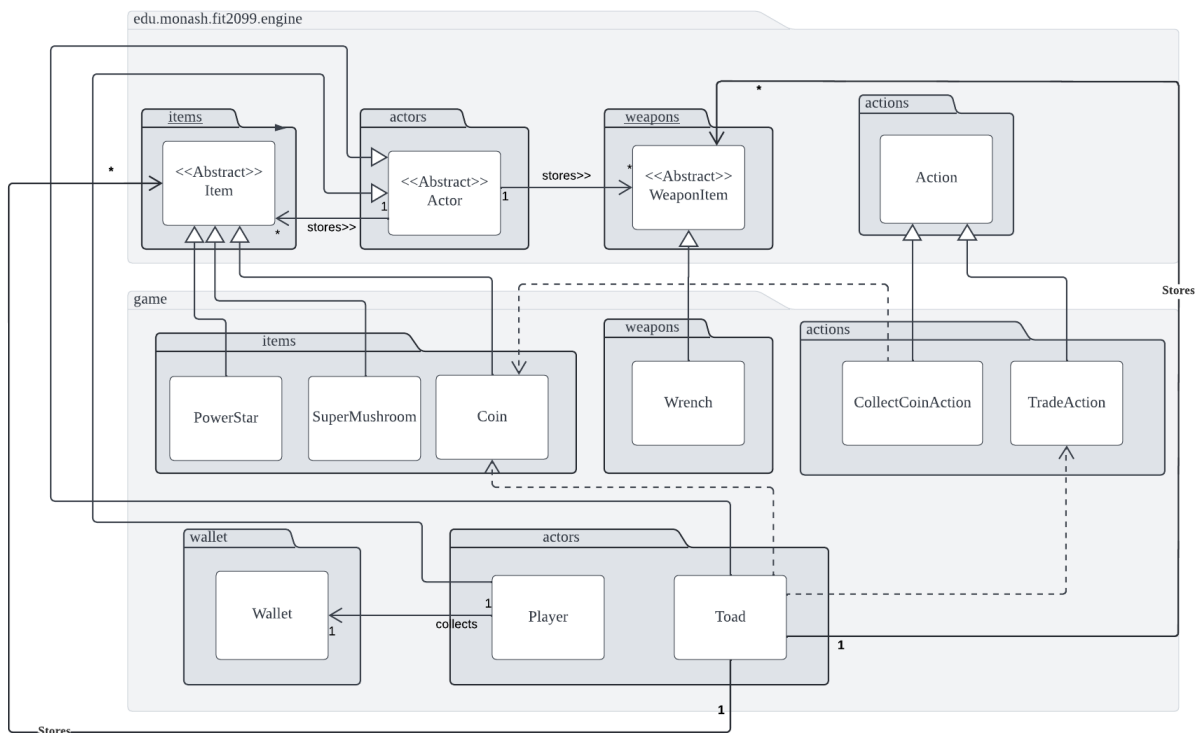 edu.monash.fit2099.engine
*
items
actors
weapons
actions
*
<<Abstract>>
Item
<<Abstract>>
Actor
1
1
stores>>
*
<<Abstract>>
WeaponItem
Action
*
stores>>
Stores
game
items
weapons
actions
PowerStar
SuperMushroom
Coin
Wrench
CollectCoinAction
TradeAction
wallet
actors
Wallet
1
1
collects
Player
Toad
1
1
Stores